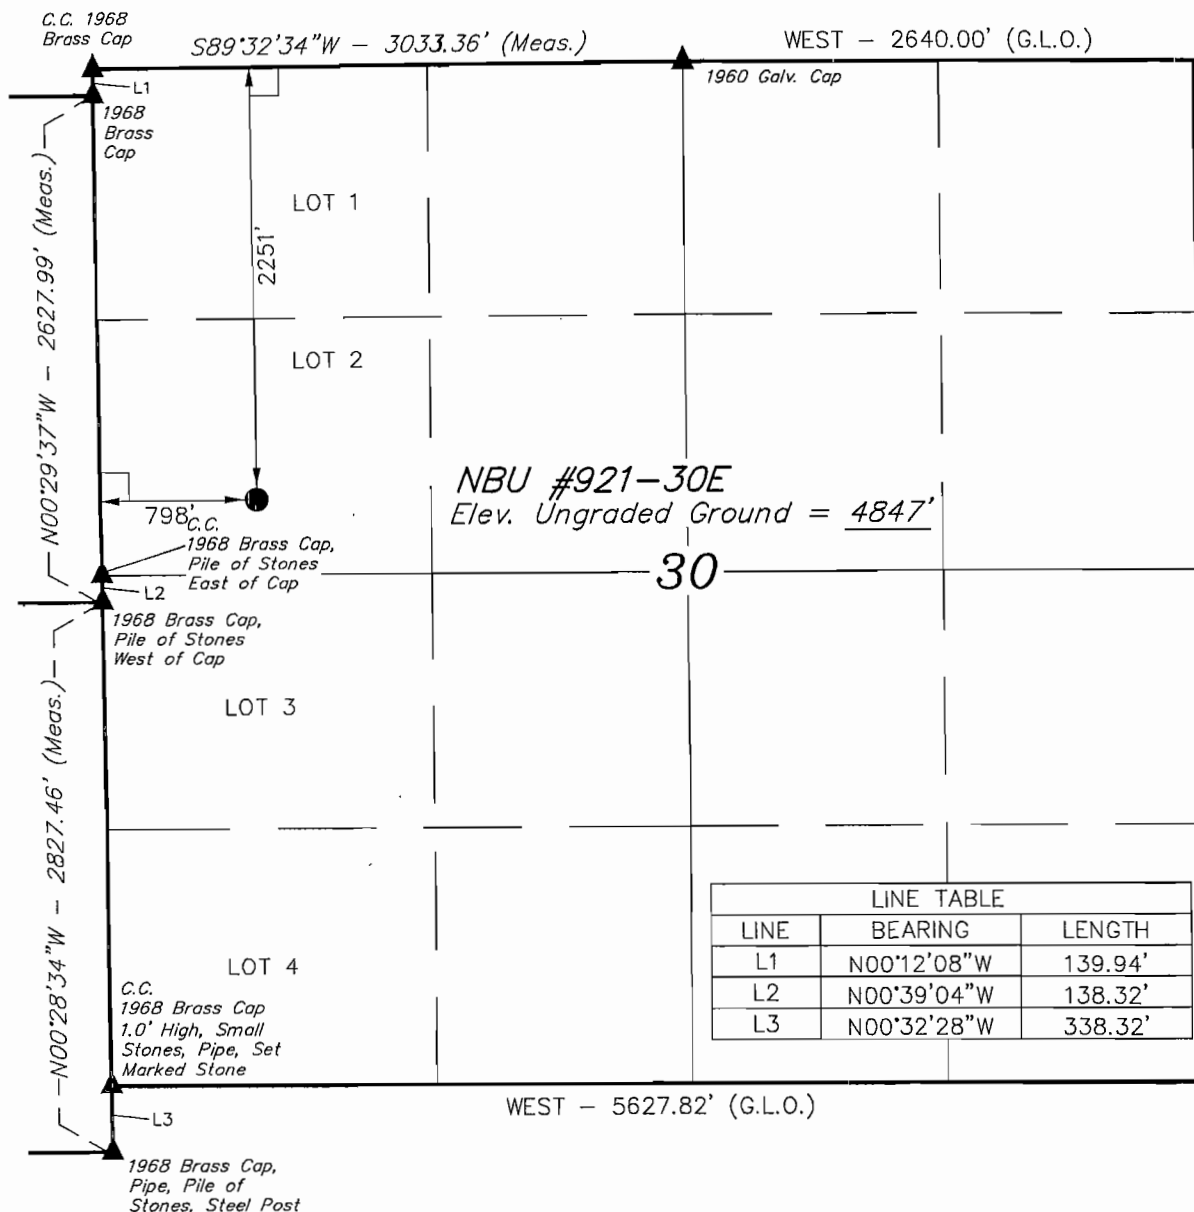 C.C. 1968
Brass Cap
S89°32'34"W – 3033.36' (Meas.)
WEST – 2640.00' (G.L.O.)
1960 Galv. Cap
L1
1968
Brass
Cap
N00°29'37"W – 2627.99' (Meas.)
LOT 1
2251'
LOT 2
NBU #921-30E
Elev. Ungraded Ground = 4847'
798'
C.C.
1968 Brass Cap,
Pile of Stones
East of Cap
30
L2
1968 Brass Cap,
Pile of Stones
West of Cap
N00°28'34"W – 2827.46' (Meas.)
LOT 3
LINE TABLE
LINE BEARING LENGTH
L1 N00°12'08"W 139.94'
L2 N00°39'04"W 138.32'
L3 N00°32'28"W 338.32'
LOT 4
C.C.
1968 Brass Cap
1.0' High, Small
Stones, Pipe, Set
Marked Stone
WEST – 5627.82' (G.L.O.)
L3
1968 Brass Cap,
Pipe, Pile of
Stones, Steel Post